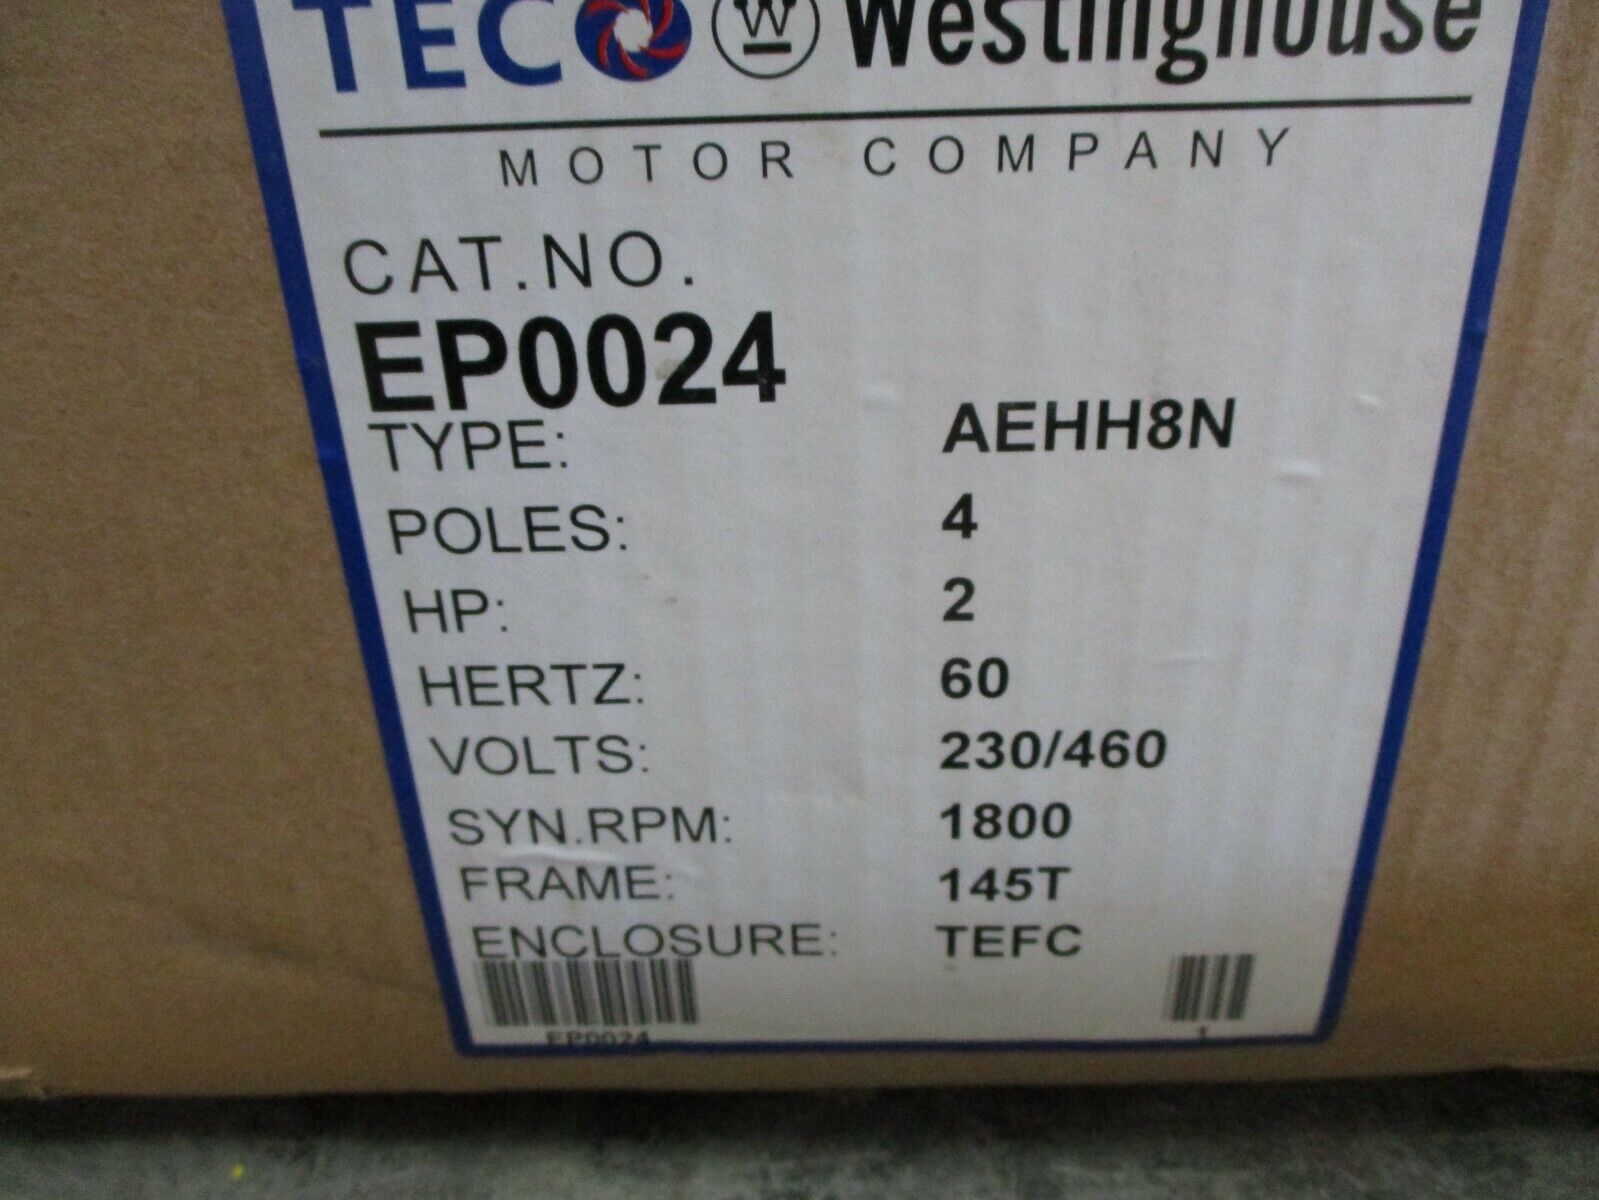 TECO W Westinghouse
MOTOR COMPANY
CAT.NO.
EP0024
TYPE: AEHH8N
POLES: 4
HP: 2
HERTZ: 60
VOLTS: 230/460
SYN.RPM: 1800
FRAME: 145T
ENCLOSURE: TEFC
EP0024 1